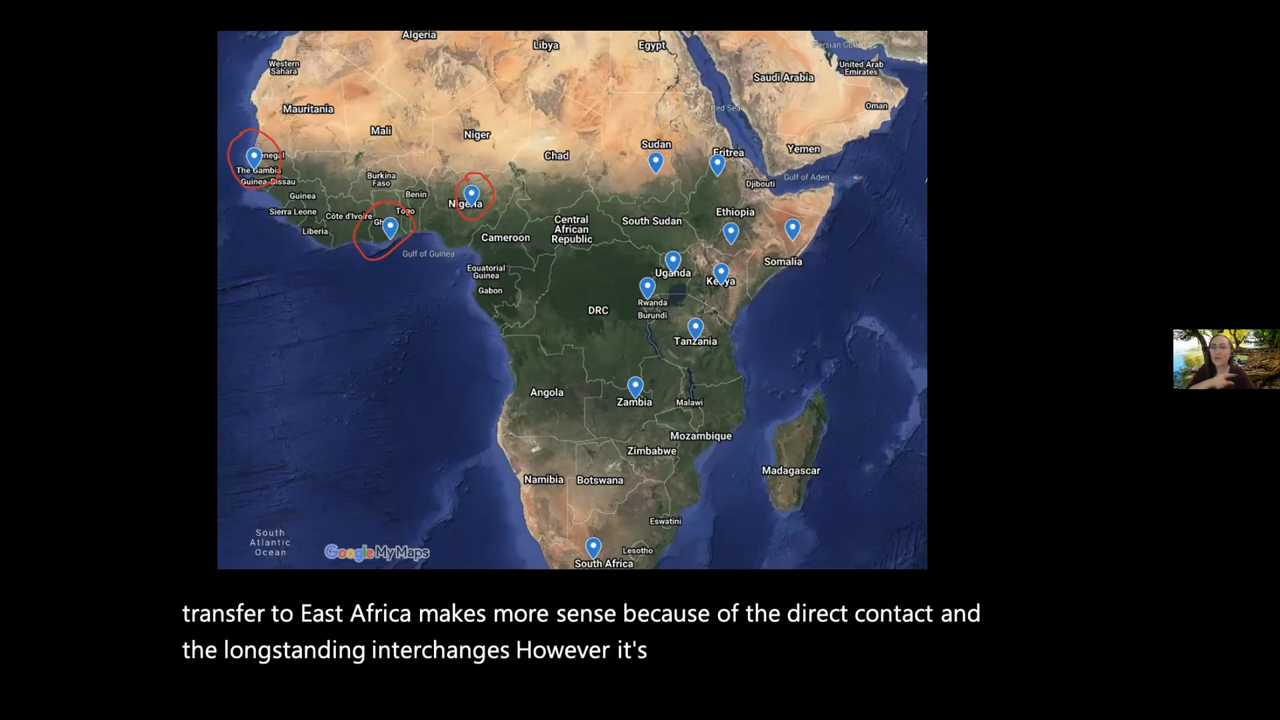 Algeria
Libya
Egypt
Persian Gulf
Western
Sahara
Saudi Arabia
United Arab
Emirates
Mauritania
Red Sea
Oman
Mali
Niger
Chad
Sudan
Eritrea
Yemen
Senegal
The Gambia
Guinea-Bissau
Burkina
Faso
Gulf of Aden
Djibouti
Guinea
Benin
Nigeria
Sierra Leone
Côte d'Ivoire
Togo
Gh
Liberia
Ethiopia
South Sudan
Central
African
Republic
Cameroon
Gulf of Guinea
Somalia
Equatorial
Guinea
Uganda
Kenya
Gabon
Rwanda
DRC
Burundi
Tanzania
Angola
Zambia
Malawi
Mozambique
Zimbabwe
Madagascar
Namibia
Botswana
Eswatini
South
Atlantic
Ocean
Google My Maps
Lesotho
South Africa
transfer to East Africa makes more sense because of the direct contact and
the longstanding interchanges However it's